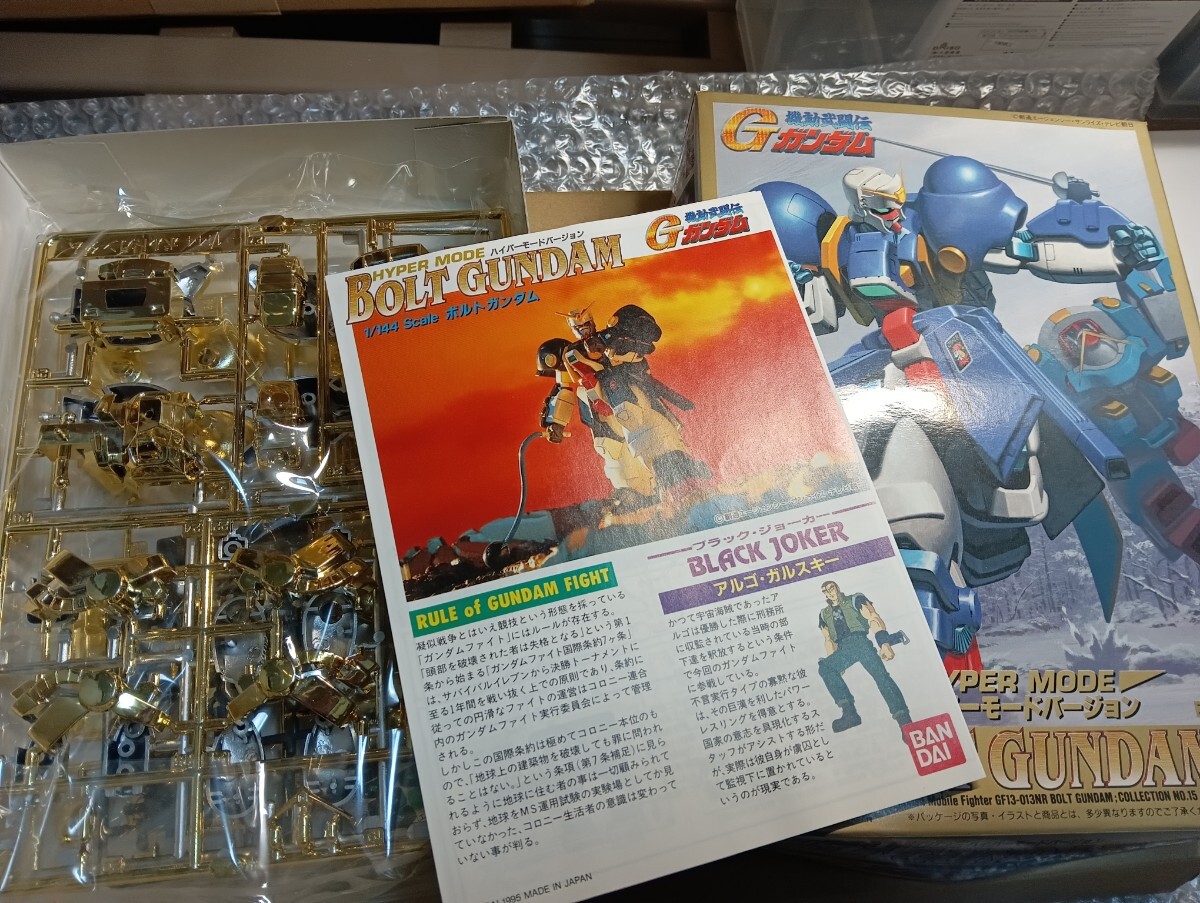 機動武闘伝
Gガンダム
HYPER MODE ハイパーモードバージョン
BOLT GUNDAM
1/144 Scale ボルトガンダム
RULE of GUNDAM FIGHT
擬似戦争とはいえ競技という形態を採っている
「ガンダムファイト」にはルールが存在する。
「頭部を破壊された者は失格となる」という第1
条から始まる「ガンダムファイト国際条約7ヶ条」
は、サバイバルイレブンから決勝トーナメントに
至る1年間を戦い抜く上での原則であり、条約に
従っての円滑なファイトの運営はコロニー連合
内のガンダムファイト実行委員会によって管理
される。
しかしこの国際条約は極めてコロニー本位のも
ので、「地球上の建築物を破壊しても罪に問われ
ることはない。」という条項(第7条補足)に見ら
れるように地球に住む者の事は一切顧みられて
おらず、地球をMS運用試験の実験場としてか見
ていなかった、コロニー生活者の意識は変わって
いない事が判る。
ブラック・ジョーカー
BLACK JOKER
アルゴ・ガルスキー
かつて宇宙海賊であったア
ルゴは優勝した際に刑務所
に収監されている当時の部
下達を釈放するという条件
で今回のガンダムファイト
に参戦している。
不言実行タイプの寡黙な彼
は、その巨漢を利したパワー
レスリングを得意とする。
国家の意志を具現化するス
タッフがアシストする形だ
が、実際は彼自身が虜囚とし
て監視下に置かれていると
いうのが現実である。
BAN
DAI
1995 MADE IN JAPAN
機動武闘伝
Gガンダム
HYPER MODE
ーモードバージョン
GUNDAM
Mobile Fighter GF13-013NR BOLT GUNDAM : COLLECTION NO.15
※パッケージの写真・イラストと商品とは、多少異なりますのでご了承く